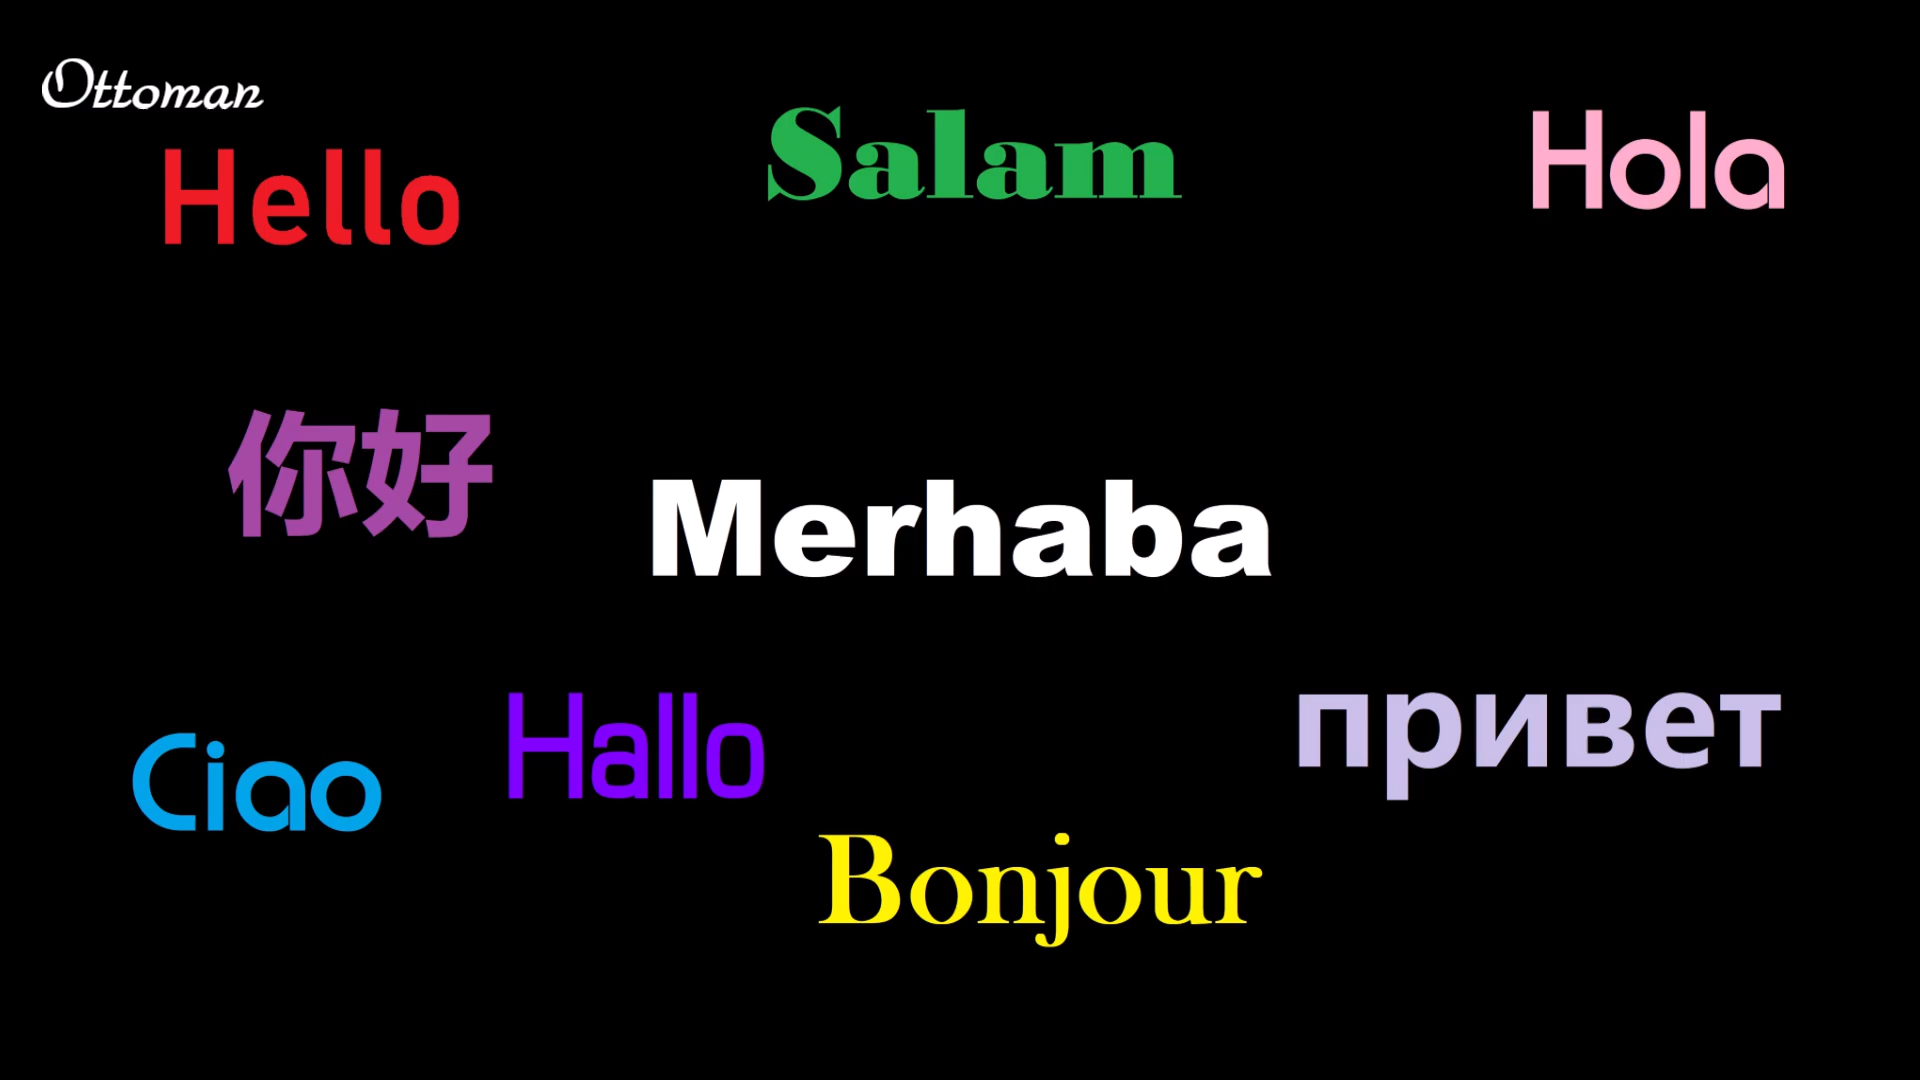 Ottoman
Hello
Salam
Hola
你好
Merhaba
Ciao
Hallo
привет
Bonjour